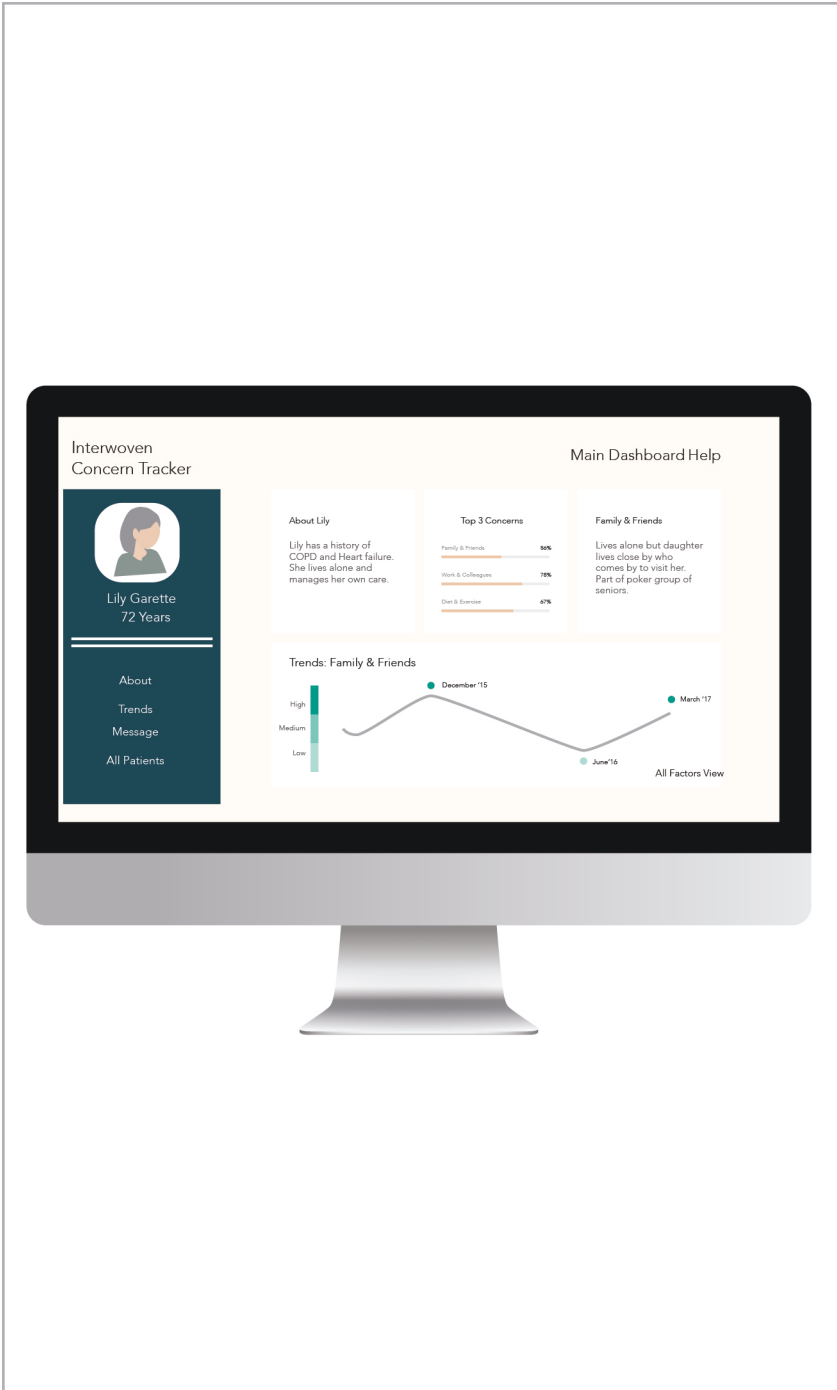 Interwoven
Concern Tracker
Main Dashboard Help
Lily Garette
72 Years
About
Trends
Message
All Patients
About Lily
Lily has a history of
COPD and Heart failure.
She lives alone and
manages her own care.
Top 3 Concerns
Family & Friends 56%
Work & Colleagues 78%
Diet & Exercise 67%
Family & Friends
Lives alone but daughter
lives close by who
comes by to visit her.
Part of poker group of
seniors.
Trends: Family & Friends
High
Medium
Low
December '15
June'16
March '17
All Factors View